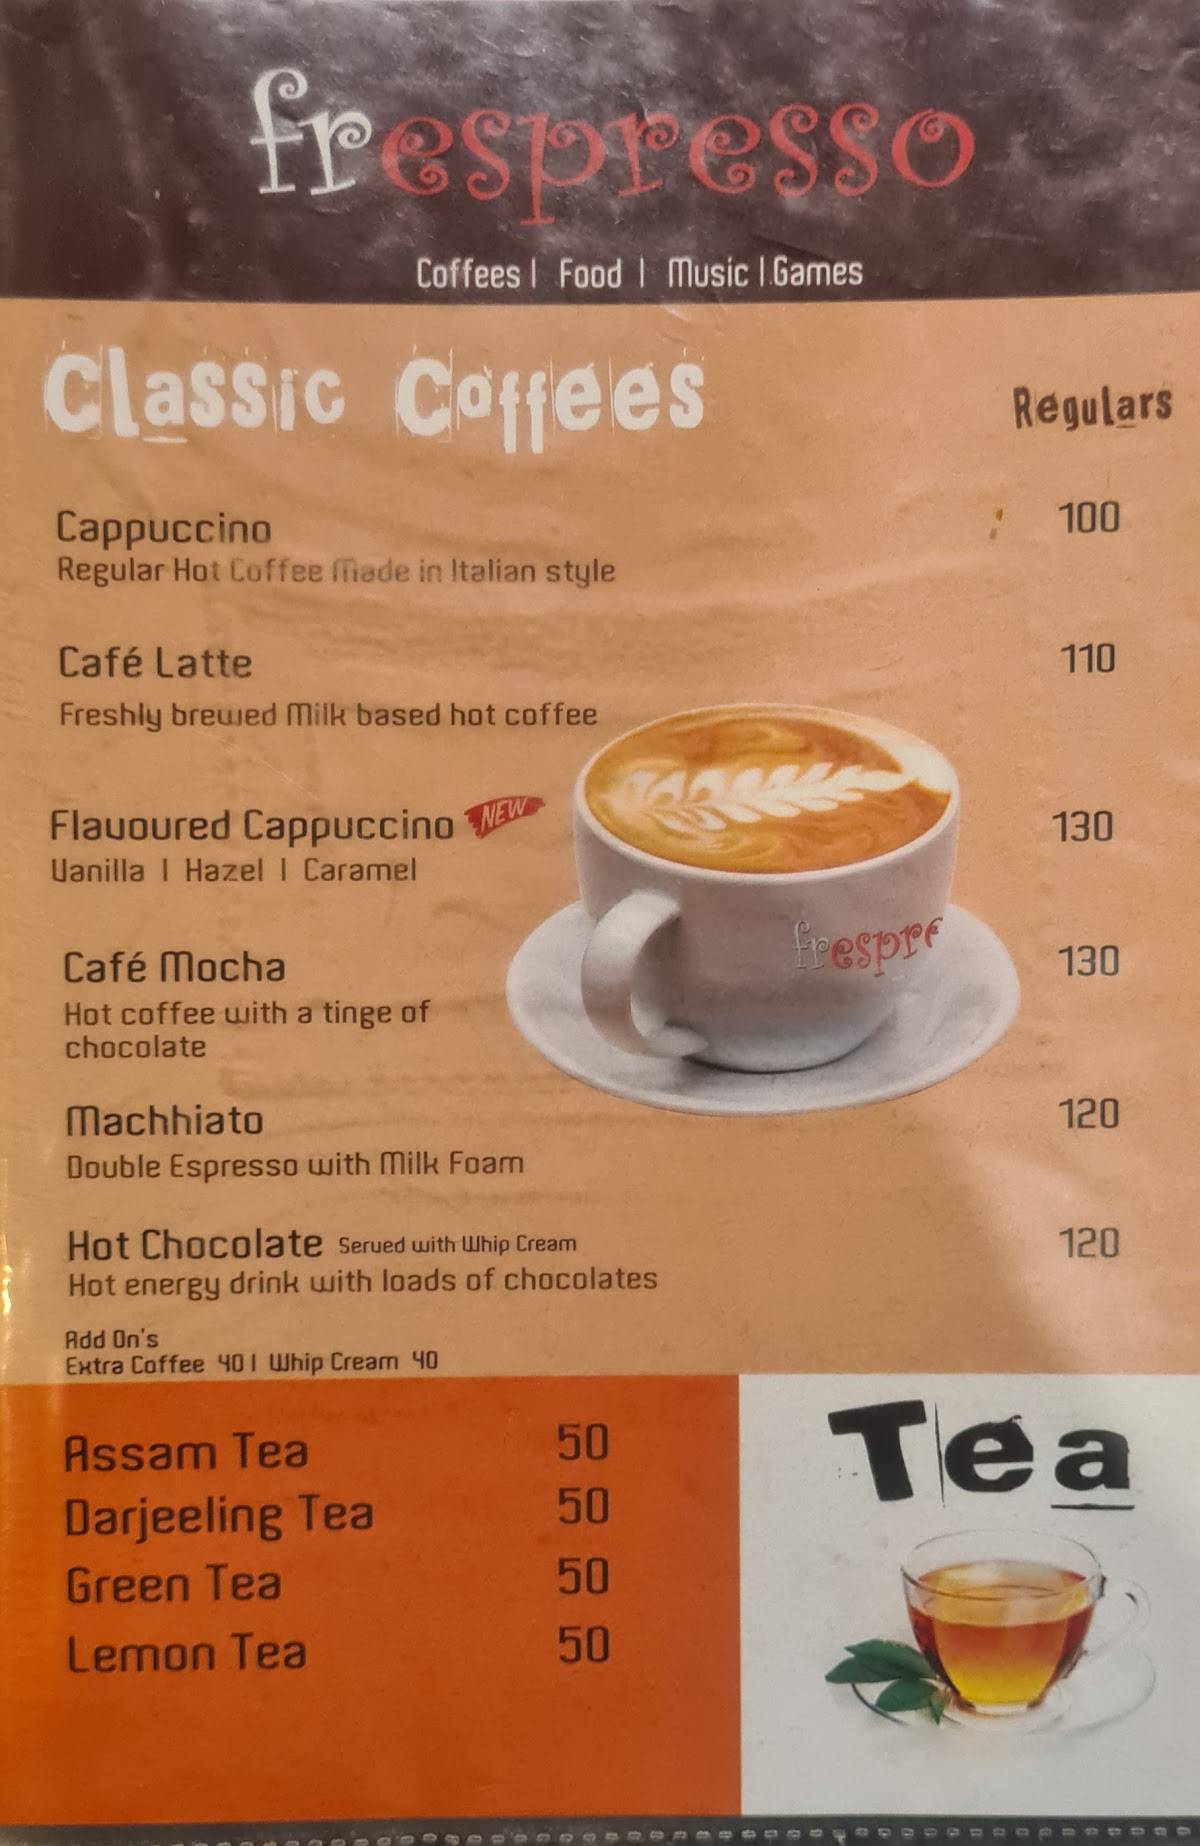 frespresso
Coffees | Food | Music | Games
Classic Coffees
Regulars
Cappuccino 100
Regular Hot Coffee Made in Italian style
Café Latte 110
Freshly brewed Milk based hot coffee
Flavoured Cappuccino NEW 130
Vanilla | Hazel | Caramel
frespre
Café Mocha 130
Hot coffee with a tinge of
chocolate
Machhiato 120
Double Espresso with Milk Foam
Hot Chocolate Served with Whip Cream 120
Hot energy drink with loads of chocolates
Add On's
Extra Coffee 40 | Whip Cream 40
Tea
Assam Tea 50
Darjeeling Tea 50
Green Tea 50
Lemon Tea 50